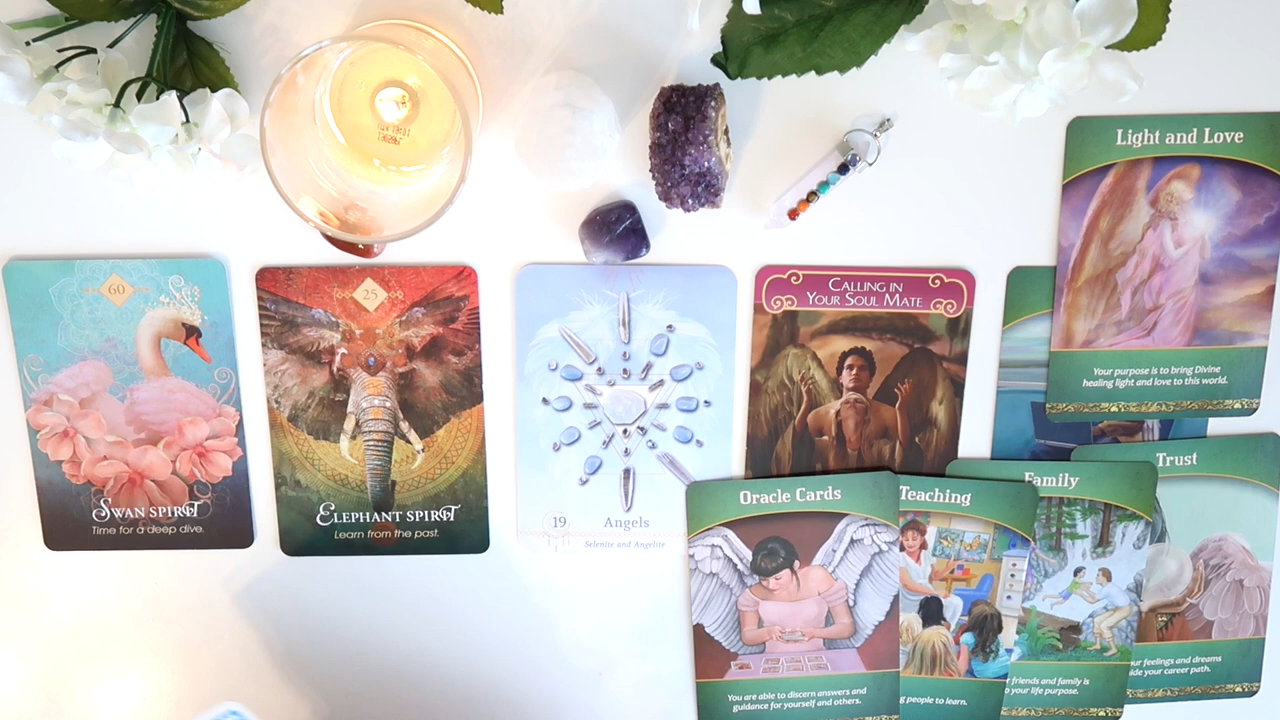 Light and Love
Your purpose is to bring Divine
healing light and love to this world.
60
Swan spirit
Time for a deep dive.
25
Elephant spirit
Learn from the past.
19 Angels
Selenite and Angelite
Calling in
Your Soul Mate
Oracle Cards
You are able to discern answers and
guidance for yourself and others.
Teaching
people to learn.
Family
friends and family is
your life purpose.
Trust
feelings and dreams
your career path.